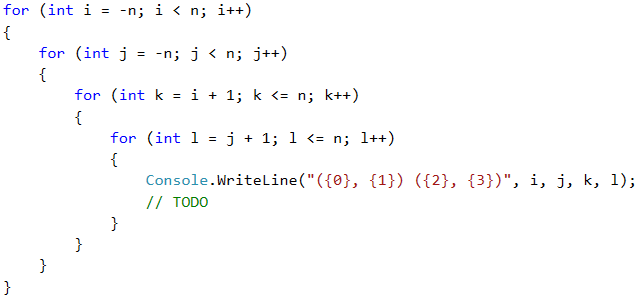 for (int i = -n; i < n; i++)
{
    for (int j = -n; j < n; j++)
    {
        for (int k = i + 1; k <= n; k++)
        {
            for (int l = j + 1; l <= n; l++)
            {
                Console.WriteLine("({0}, {1}) ({2}, {3})", i, j, k, l);
                // TODO
            }
        }
    }
}